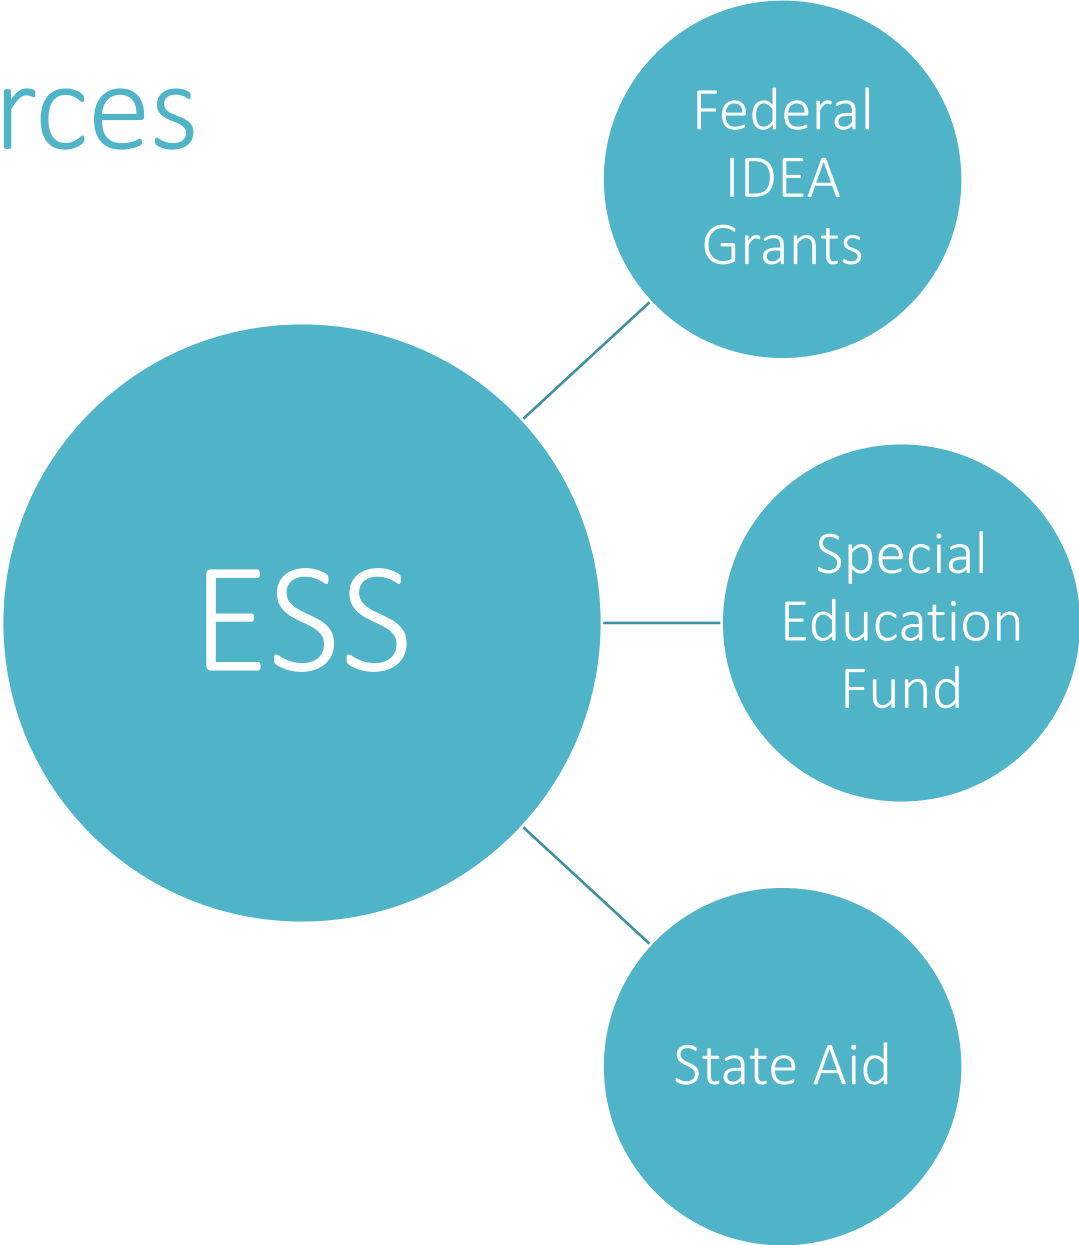 rces
Federal
IDEA
Grants
ESS
Special
Education
Fund
State Aid